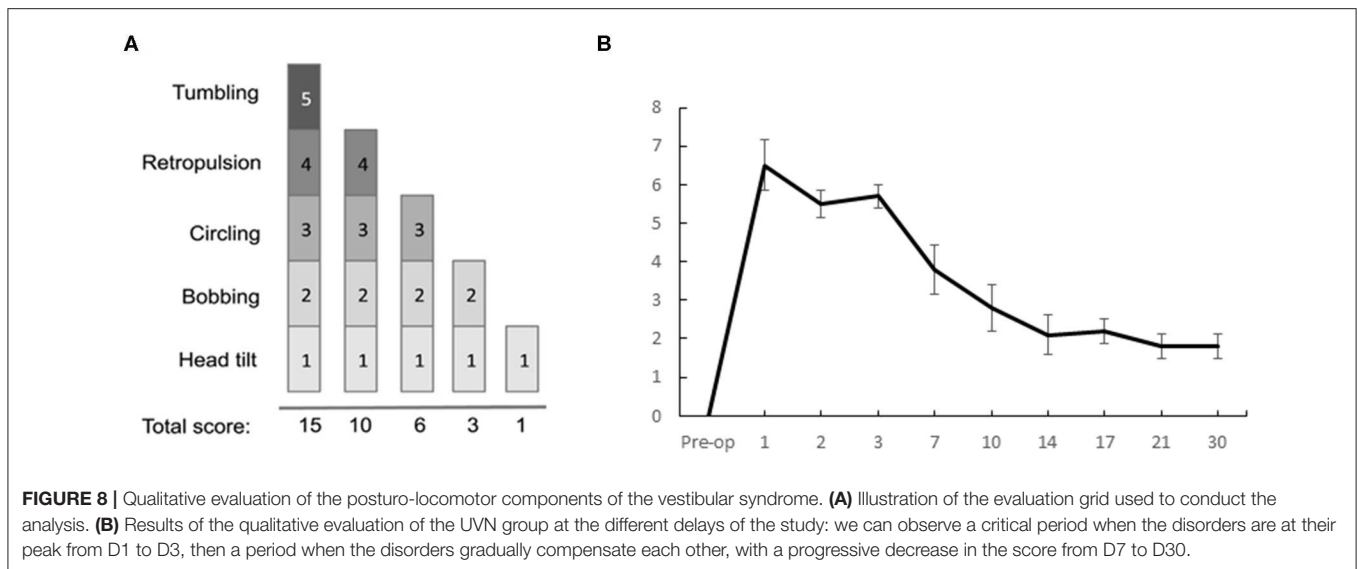 A
Tumbling
Retropulsion
Circling
Bobbing
Head tilt
5
4 4
3 3 3
2 2 2 2
1 1 1 1 1
Total score: 15 10 6 3 1
B
8
7
6
5
4
3
2
1
0
Pre-op 1 2 3 7 10 14 17 21 30
FIGURE 8 | Qualitative evaluation of the posturo-locomotor components of the vestibular syndrome. (A) Illustration of the evaluation grid used to conduct the
analysis. (B) Results of the qualitative evaluation of the UVN group at the different delays of the study: we can observe a critical period when the disorders are at their
peak from D1 to D3, then a period when the disorders gradually compensate each other, with a progressive decrease in the score from D7 to D30.